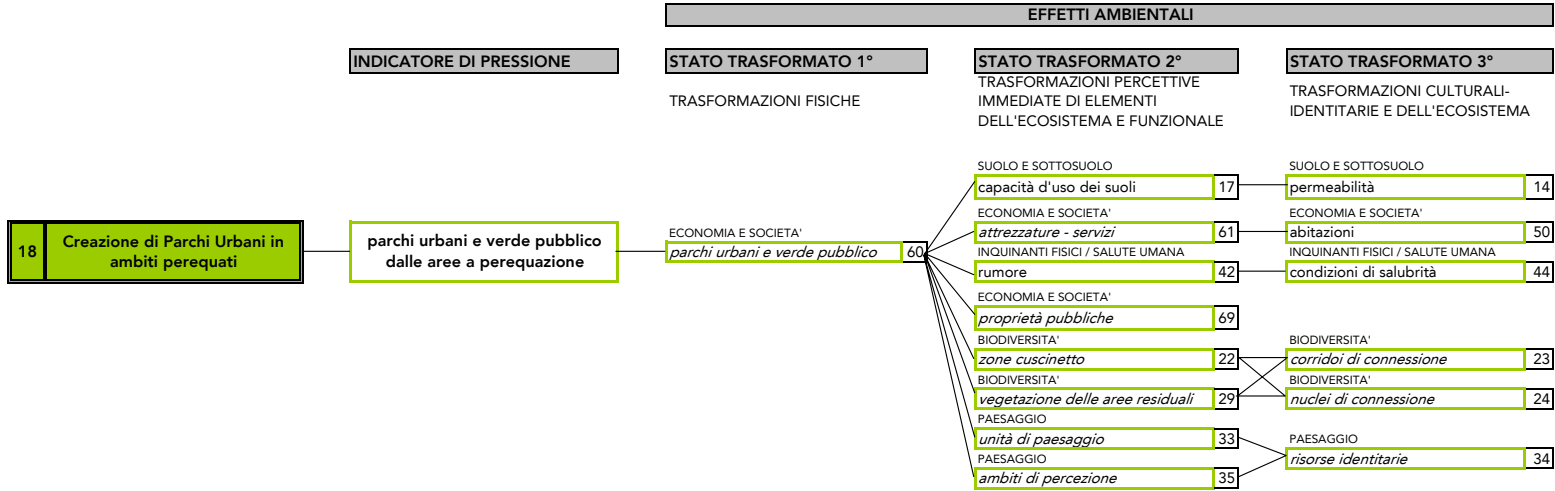 EFFETTI AMBIENTALI
INDICATORE DI PRESSIONE
STATO TRASFORMATO 1°
STATO TRASFORMATO 2°
STATO TRASFORMATO 3°
TRASFORMAZIONI FISICHE
TRASFORMAZIONI PERCETTIVE
IMMEDIATE DI ELEMENTI
DELL'ECOSISTEMA E FUNZIONALE
TRASFORMAZIONI CULTURALI-
IDENTITARIE E DELL'ECOSISTEMA
18
Creazione di Parchi Urbani in
ambiti perequati
parchi urbani e verde pubblico
dalle aree a perequazione
ECONOMIA E SOCIETA'
parchi urbani e verde pubblico 60
SUOLO E SOTTOSUOLO
capacità d'uso dei suoli 17
ECONOMIA E SOCIETA'
attrezzature - servizi 61
INQUINANTI FISICI / SALUTE UMANA
rumore 42
ECONOMIA E SOCIETA'
proprietà pubbliche 69
BIODIVERSITA'
zone cuscinetto 22
BIODIVERSITA'
vegetazione delle aree residuali 29
PAESAGGIO
unità di paesaggio 33
PAESAGGIO
ambiti di percezione 35
SUOLO E SOTTOSUOLO
permeabilità 14
ECONOMIA E SOCIETA'
abitazioni 50
INQUINANTI FISICI / SALUTE UMANA
condizioni di salubrità 44
BIODIVERSITA'
corridoi di connessione 23
BIODIVERSITA'
nuclei di connessione 24
PAESAGGIO
risorse identitarie 34